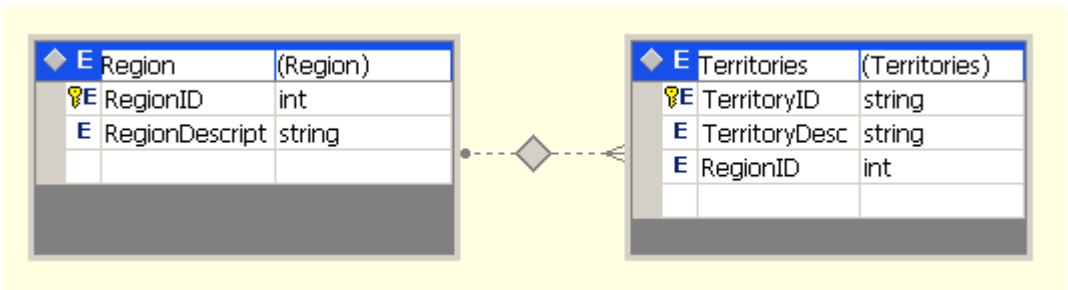 E Region (Region)
E RegionID int
E RegionDescript string
E Territories (Territories)
E TerritoryID string
E TerritoryDesc string
E RegionID int